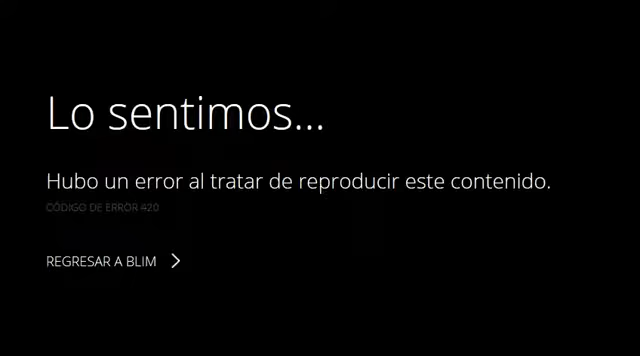 Lo sentimos...
Hubo un error al tratar de reproducir este contenido.
CÓDIGO DE ERROR 420
REGRESAR A BLIM